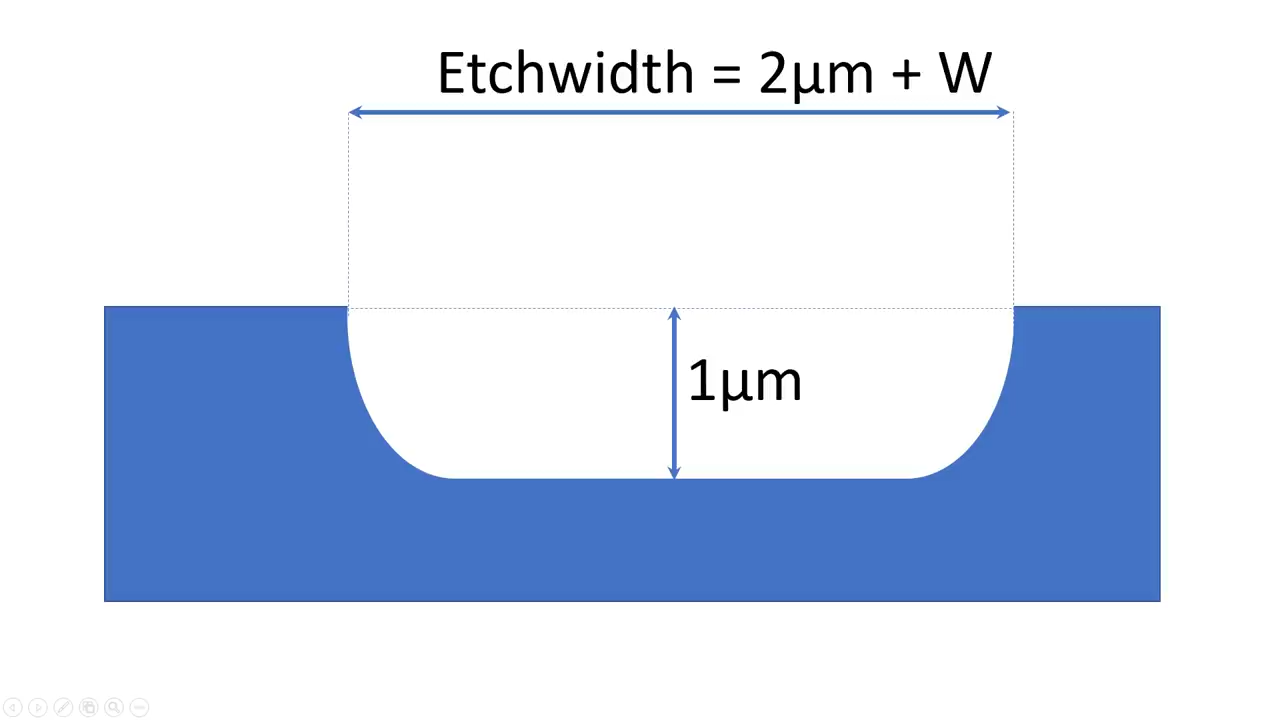 Etchwidth = 2µm + W
1µm